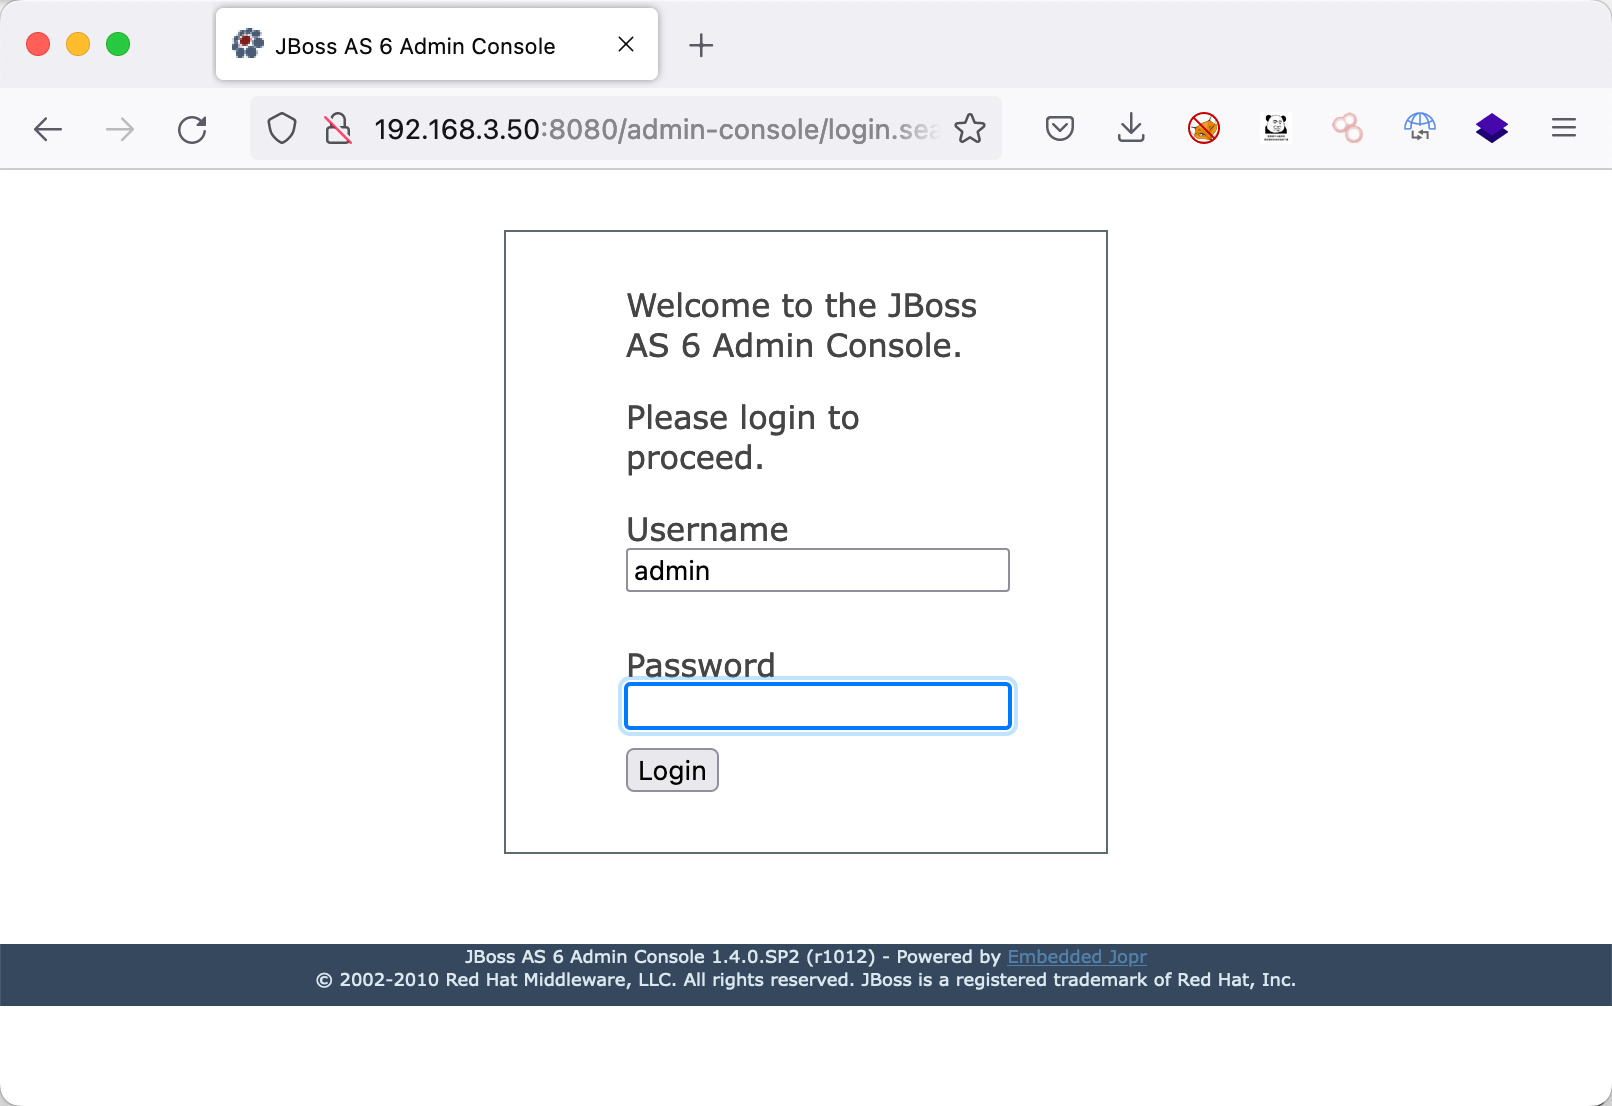 JBoss AS 6 Admin Console
192.168.3.50:8080/admin-console/login.sea
Welcome to the JBoss
AS 6 Admin Console.
Please login to
proceed.
Username
admin
Password
Login
JBoss AS 6 Admin Console 1.4.0.SP2 (r1012) - Powered by Embedded Jopr
© 2002-2010 Red Hat Middleware, LLC. All rights reserved. JBoss is a registered trademark of Red Hat, Inc.